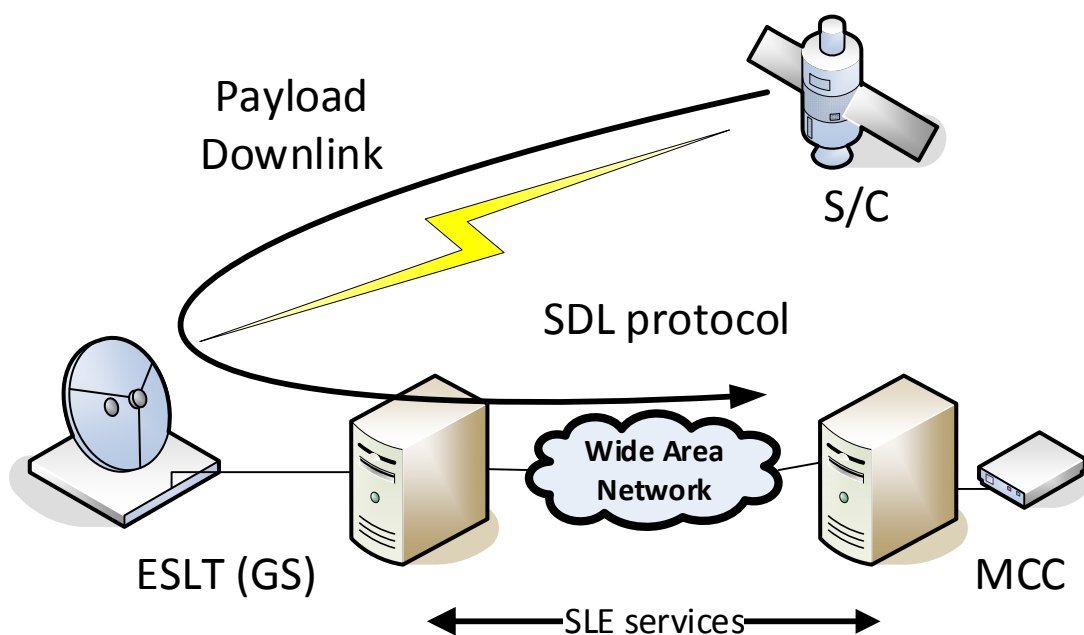 Payload
Downlink
S/C
SDL protocol
Wide Area
Network
ESLT (GS)
MCC
SLE services